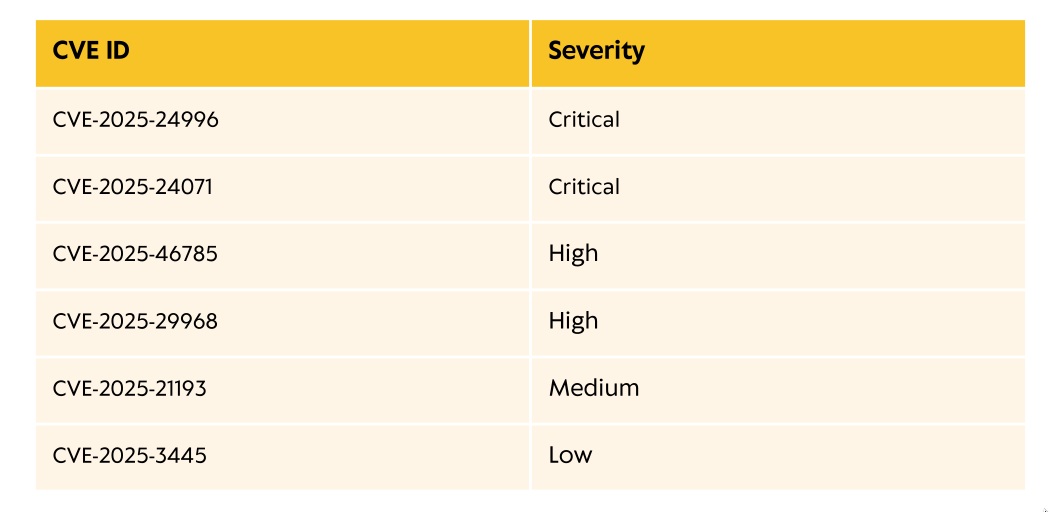 CVE ID Severity
CVE-2025-24996 Critical
CVE-2025-24071 Critical
CVE-2025-46785 High
CVE-2025-29968 High
CVE-2025-21193 Medium
CVE-2025-3445 Low